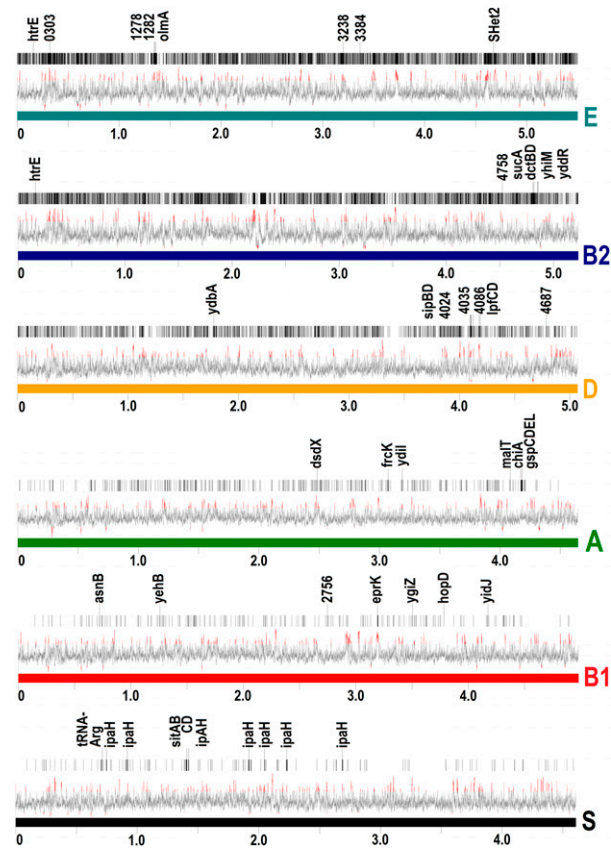 htrE 0303 1278 1282 olmA 3238 3384 SHet2
0 1.0 2.0 3.0 4.0 5.0
E
htrE 4758 sucA dctBD yhiM yddR
0 1.0 2.0 3.0 4.0 5.0
B2
ydbA sipBD 4024 4035 4086 lpfCD 4687
0 1.0 2.0 3.0 4.0 5.0
D
dsdX frcK ydiI malT chiA gspCDEL
0 1.0 2.0 3.0 4.0
A
asnB yehB 2756 eprK ygiZ hopD yidJ
0 1.0 2.0 3.0 4.0
B1
tRNA-
Arg ipaH ipaH sitAB
CD ipAH ipaH ipaH ipaH ipaH
0 1.0 2.0 3.0 4.0
S